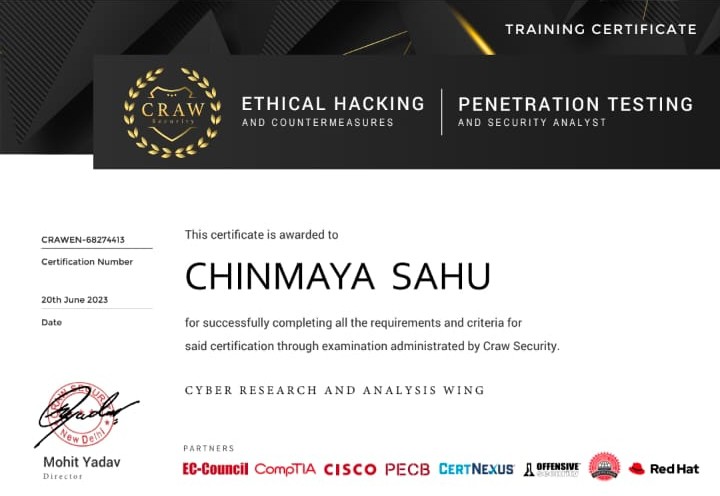 TRAINING CERTIFICATE
CRAW
Security
ETHICAL HACKING
AND COUNTERMEASURES
PENETRATION TESTING
AND SECURITY ANALYST
CRAWEN-68274413
Certification Number
20th June 2023
Date
This certificate is awarded to
CHINMAYA SAHU
for successfully completing all the requirements and criteria for
said certification through examination administrated by Craw Security.
CYBER RESEARCH AND ANALYSIS WING
CRAW SECURITY
New Delhi
Mohit Yadav
Director
PARTNERS
EC-Council CompTIA CISCO PECB CERTNEXUS OFFENSIVE security Red Hat